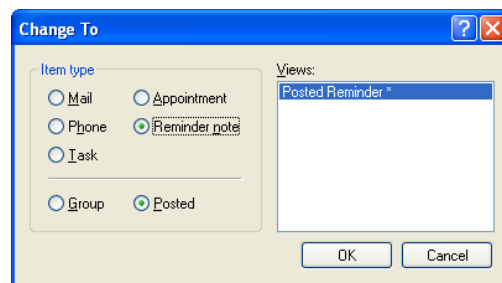 Change To
Item type
Mail
Appointment
Phone
Reminder note
Task
Group
Posted
Views:
Posted Reminder *
OK
Cancel